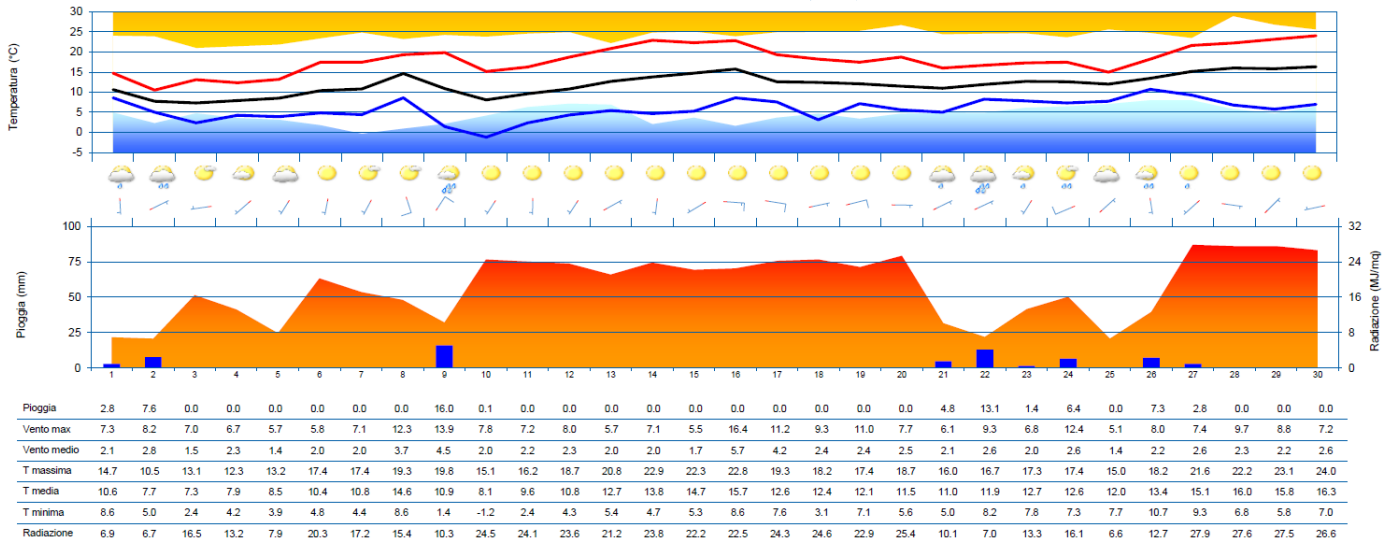 Temperatura (°C)
30
25
20
15
10
5
0
-5
Pioggia (mm)
100
75
50
25
0
Radiazione (MJ/mq)
32
24
16
8
0
1 2 3 4 5 6 7 8 9 10 11 12 13 14 15 16 17 18 19 20 21 22 23 24 25 26 27 28 29 30
Pioggia 2.8 7.6 0.0 0.0 0.0 0.0 0.0 0.0 16.0 0.1 0.0 0.0 0.0 0.0 0.0 0.0 0.0 0.0 0.0 0.0 4.8 13.1 1.4 6.4 0.0 7.3 2.8 0.0 0.0 0.0
Vento max 7.3 8.2 7.0 6.7 5.7 5.8 7.1 12.3 13.9 7.8 7.2 8.0 5.7 7.1 5.5 16.4 11.2 9.3 11.0 7.7 6.1 9.3 6.8 12.4 5.1 8.0 7.4 9.7 8.8 7.2
Vento medio 2.1 2.8 1.5 2.3 1.4 2.0 2.0 3.7 4.5 2.0 2.2 2.3 2.0 2.0 1.7 5.7 4.2 2.4 2.4 2.5 2.1 2.6 2.0 2.6 1.4 2.2 2.6 2.3 2.2 2.6
T massima 14.7 10.5 13.1 12.3 13.2 17.4 17.4 19.3 19.8 15.1 16.2 18.7 20.8 22.9 22.3 22.8 19.3 18.2 17.4 18.7 16.0 16.7 17.3 17.4 15.0 18.2 21.6 22.2 23.1 24.0
T media 10.6 7.7 7.3 7.9 8.5 10.4 10.8 14.6 10.9 8.1 9.6 10.8 12.7 13.8 14.7 15.7 12.6 12.4 12.1 11.5 11.0 11.9 12.7 12.6 12.0 13.4 15.1 16.0 15.8 16.3
T minima 8.6 5.0 2.4 4.2 3.9 4.8 4.4 8.6 1.4 -1.2 2.4 4.3 5.4 4.7 5.3 8.6 7.6 3.1 7.1 5.6 5.0 8.2 7.8 7.3 7.7 10.7 9.3 6.8 5.8 7.0
Radiazione 6.9 6.7 16.5 13.2 7.9 20.3 17.2 15.4 10.3 24.5 24.1 23.6 21.2 23.8 22.2 22.5 24.3 24.6 22.9 25.4 10.1 7.0 13.3 16.1 6.6 12.7 27.9 27.6 27.5 26.6